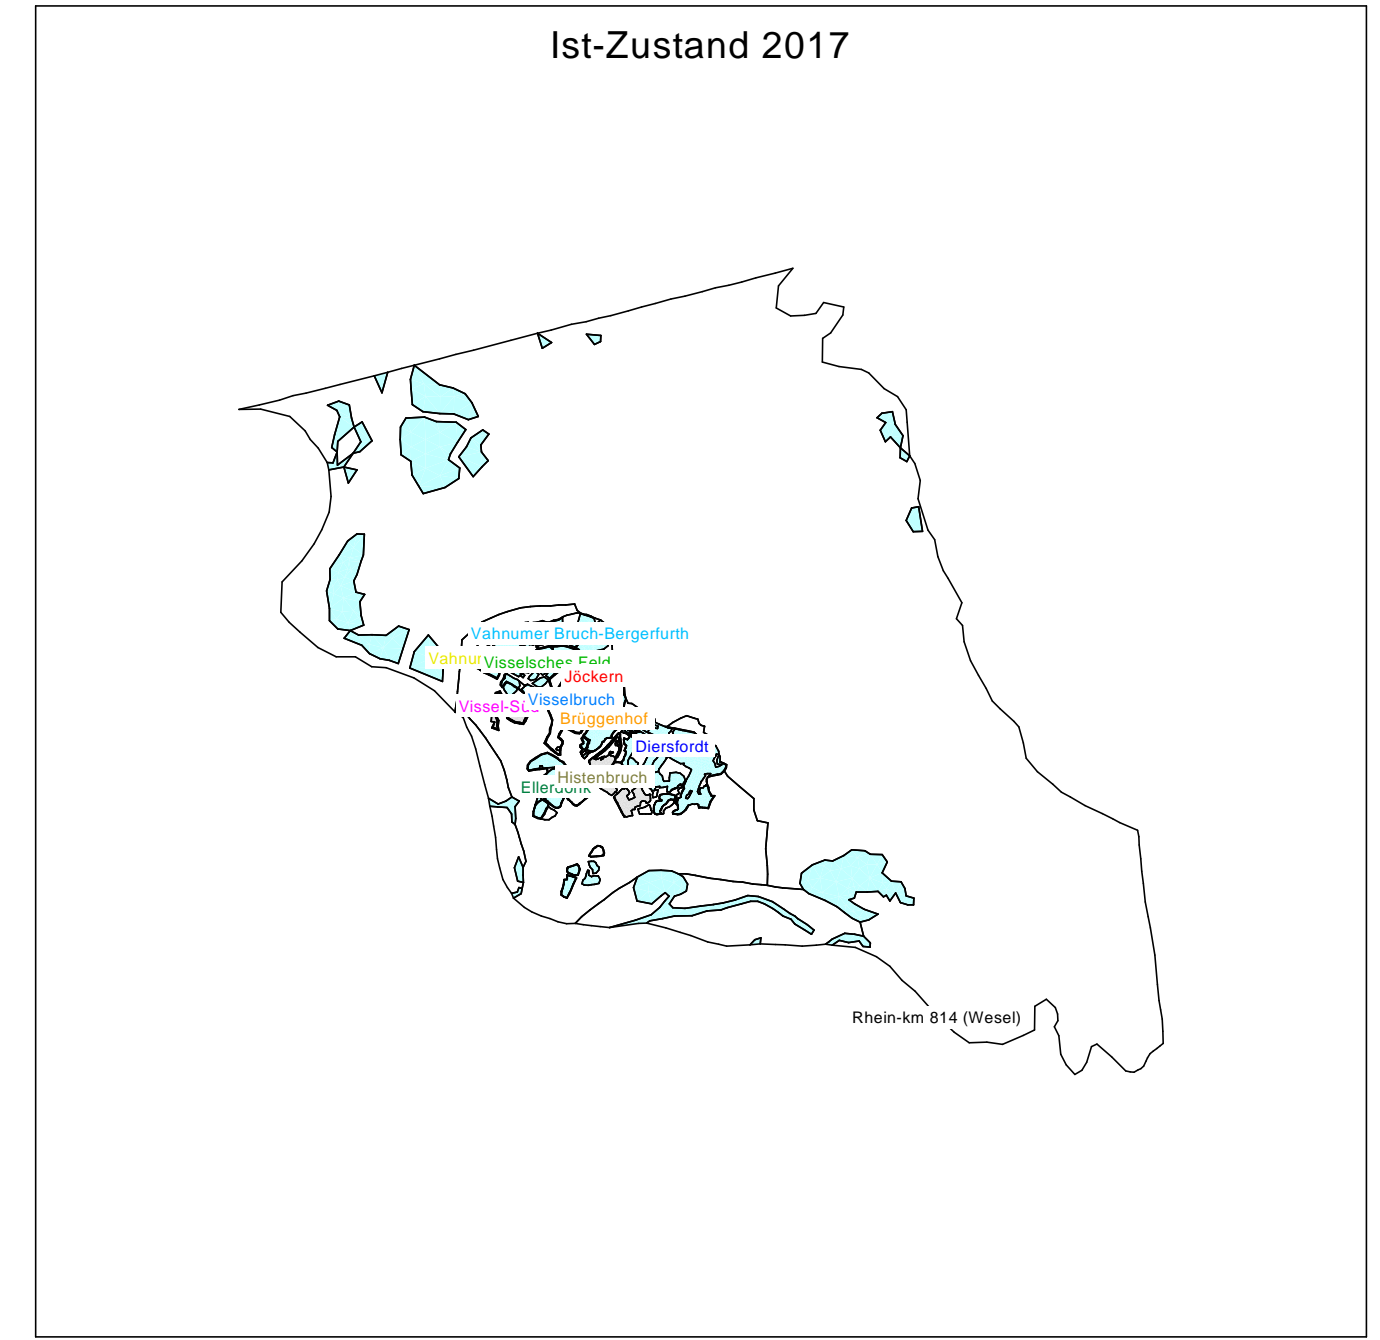 Ist-Zustand 2017
Vahnumer Bruch-Bergerfurth
Visselsches Feld
Jöckern
Visselbruch
Brüggenhof
Diersfordt
Histenbruch
Rhein-km 814 (Wesel)